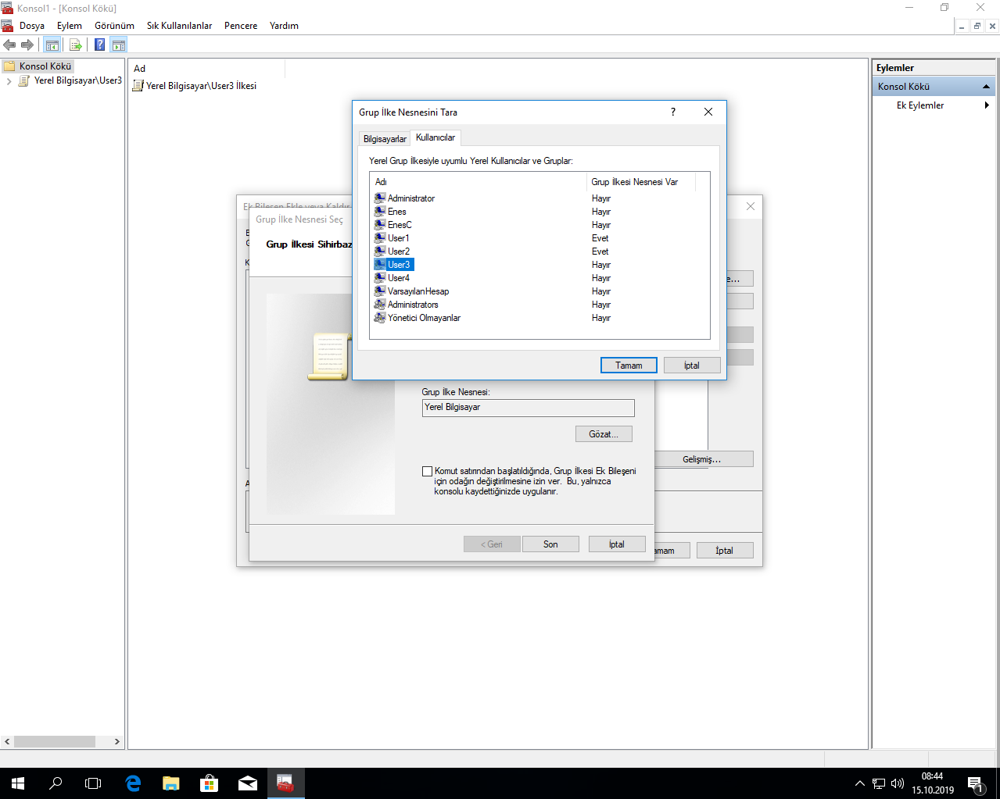 Konsol1 - [Konsol Kökü]
Dosya Eylem Görünüm Sık Kullanılanlar Pencere Yardım
Konsol Kökü
Yerel Bilgisayar\User3
Ad
Yerel Bilgisayar\User3 İlkesi
Eylemler
Konsol Kökü
Ek Eylemler
Grup İlke Nesnesini Tara
Bilgisayarlar Kullanıcılar
Yerel Grup İlkesiyle uyumlu Yerel Kullanıcılar ve Gruplar:
Adı Grup İlkesi Nesnesi Var
Administrator Hayır
Enes Hayır
EnesC Hayır
User1 Evet
User2 Evet
User3 Hayır
User4 Hayır
VarsayılanHesap Hayır
Administrators Hayır
Yönetici Olmayanlar Hayır
Tamam İptal
Ek Bileşen Ekle veya Kaldır
Grup İlke Nesnesi Seç
Grup İlkesi Sihirbaz
Grup İlke Nesnesi:
Yerel Bilgisayar
Gözat...
Komut satırından başlatıldığında, Grup İlkesi Ek Bileşeni
için odağın değiştirilmesine izin ver. Bu, yalnızca
konsolu kaydettiğinizde uygulanır.
< Geri Son İptal
Gelişmiş...
amam İptal
08:44
15.10.2019
1